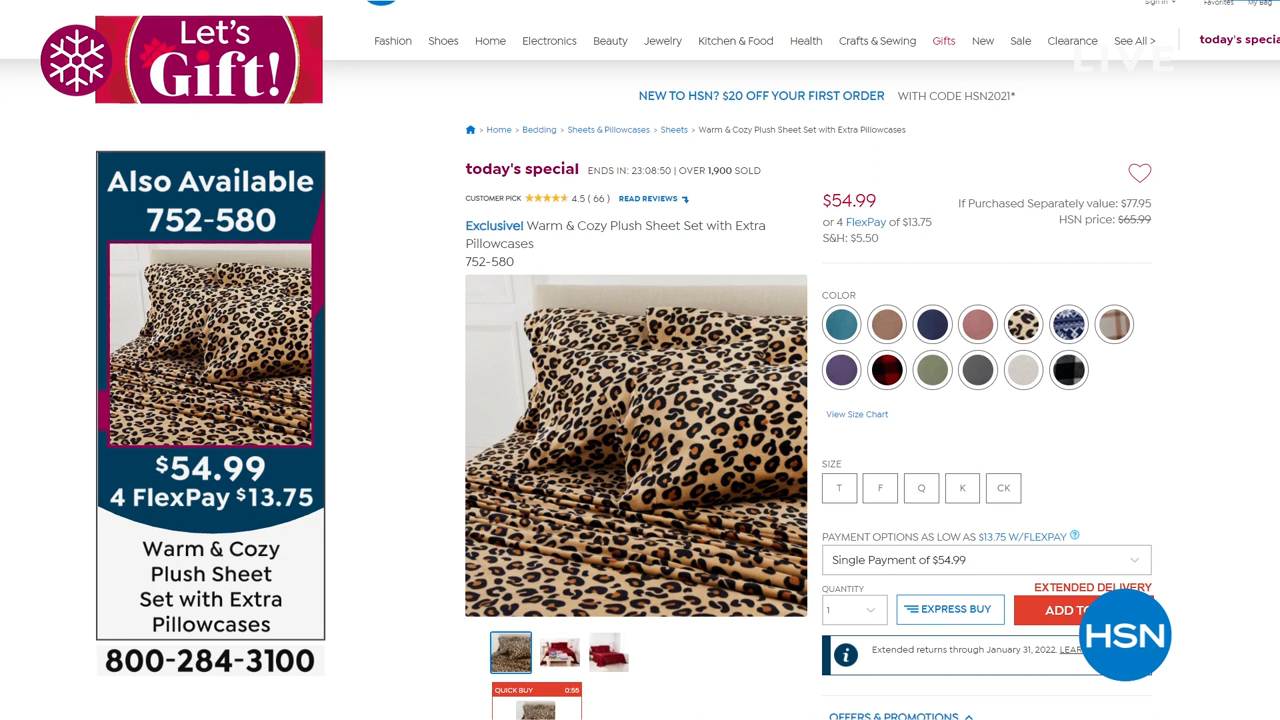 Sign In
Favorites
My Bag
Let's
Gift!
Fashion Shoes Home Electronics Beauty Jewelry Kitchen & Food Health Crafts & Sewing Gifts New Sale Clearance See All > today's specia
LIVE
NEW TO HSN? $20 OFF YOUR FIRST ORDER WITH CODE HSN2021*
> Home > Bedding > Sheets & Pillowcases > Sheets > Warm & Cozy Plush Sheet Set with Extra Pillowcases
Also Available
752-580
$54.99
4 FlexPay $13.75
Warm & Cozy
Plush Sheet
Set with Extra
Pillowcases
800-284-3100
today's special ENDS IN: 23:08:50 | OVER 1,900 SOLD
CUSTOMER PICK 4.5 ( 66 ) READ REVIEWS
Exclusive! Warm & Cozy Plush Sheet Set with Extra
Pillowcases
752-580
QUICK BUY 0:55
$54.99
or 4 FlexPay of $13.75
S&H: $5.50
If Purchased Separately value: $77.95
HSN price: $65.99
COLOR
View Size Chart
SIZE
T F Q K CK
PAYMENT OPTIONS AS LOW AS $13.75 W/FLEXPAY ?
Single Payment of $54.99
QUANTITY
EXTENDED DELIVERY
1
EXPRESS BUY
ADD TO
HSN
i Extended returns through January 31, 2022. LEAR
OFFERS & PROMOTIONS